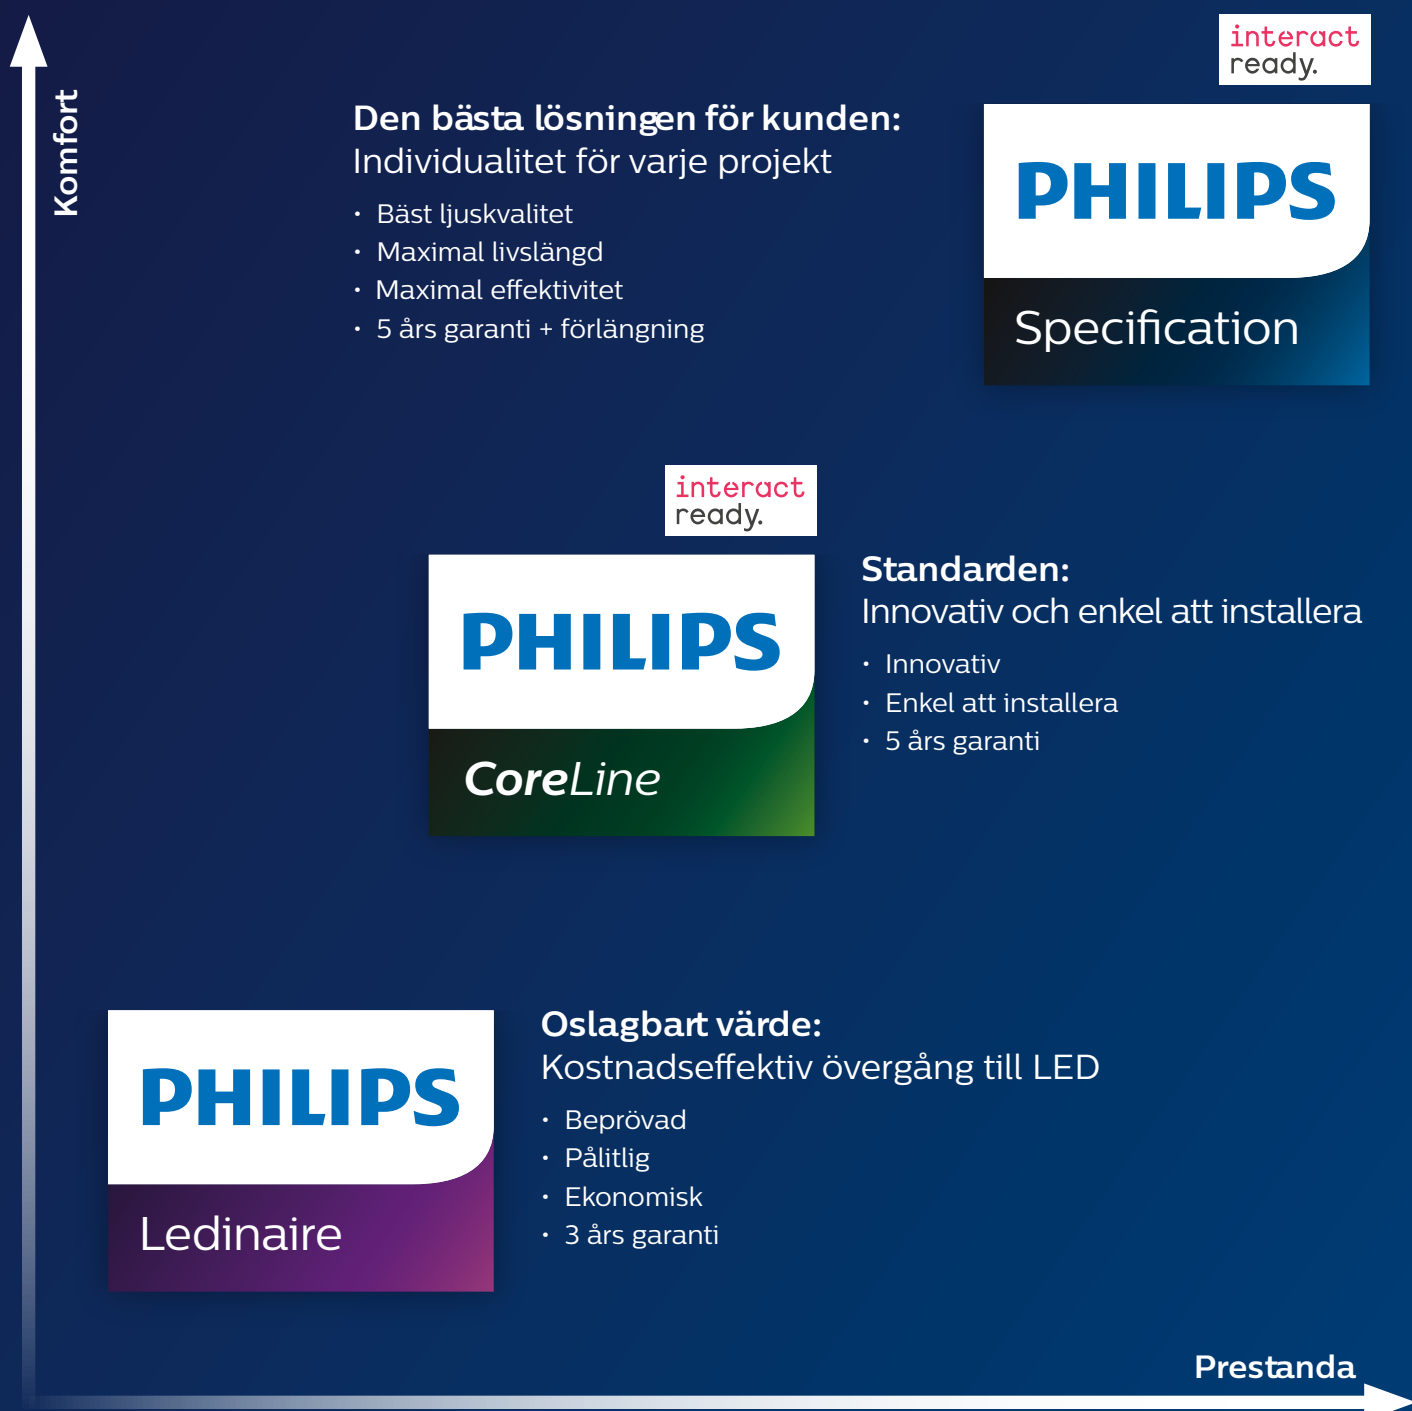 interact
ready.
Komfort
Den bästa lösningen för kunden:
Individualitet för varje projekt
• Bäst ljuskvalitet
• Maximal livslängd
• Maximal effektivitet
• 5 års garanti + förlängning
PHILIPS
Specification
interact
ready.
PHILIPS
CoreLine
Standarden:
Innovativ och enkel att installera
• Innovativ
• Enkel att installera
• 5 års garanti
PHILIPS
Ledinaire
Oslagbart värde:
Kostnadseffektiv övergång till LED
• Beprövad
• Pålitlig
• Ekonomisk
• 3 års garanti
Prestanda